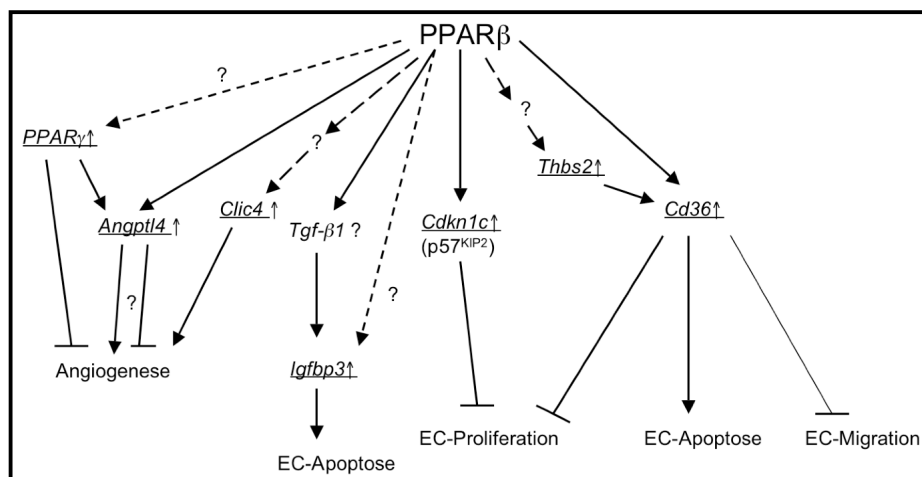 PPARβ
?
PPARγ↑
?
?
Thbs2↑
Angptl4 ↑
Clic4 ↑
Tgf-β1 ?
Cdkn1c↑
(p57KIP2)
Cd36↑
?
?
Angiogenese
Igfbp3↑
EC-Apoptose
EC-Proliferation
EC-Apoptose
EC-Migration